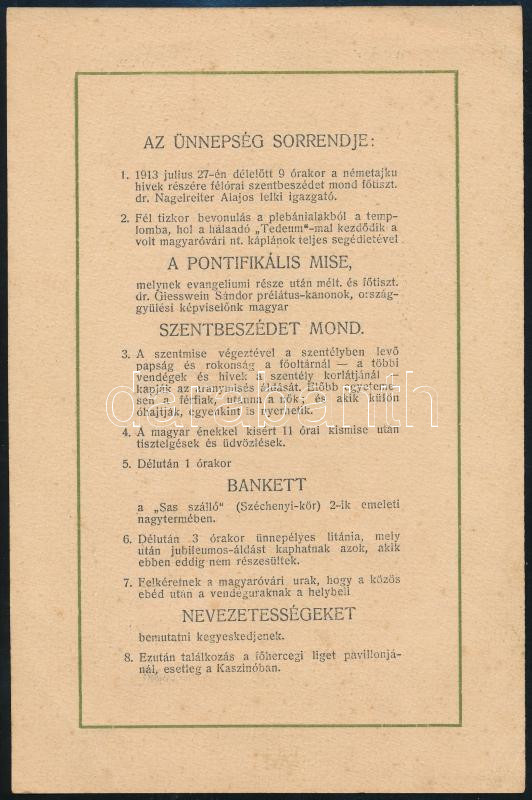 AZ ÜNNEPSÉG SORRENDJE:
1. 1913 julius 27-én délelőtt 9 órakor a németajku
hivek részére félórai szentbeszédet mond főtiszt.
dr. Nagelreiter Alajos lelki igazgató.
2. Fél tizkor bevonulás a plebánialakból a temp-
lomba, hol a hálaadó „Tedeum“-mal kezdődik a
volt magyaróvári nt. káplánok teljes segédletével
A PONTIFIKÁLIS MISE,
melynek evangeliumi része után mélt. és főtiszt.
dr. Giesswein Sándor prélátus-kanonok, ország-
gyülési képviselőnk magyar
SZENTBESZÉDET MOND.
3. A szentmise végeztével a szentélyben levő
papság és rokonság a főoltárnál — a többi
vendégek és hivek a szentély korlátjánál —
kapják az aranymisés áldását. Előbb egyeteme-
sen a férfiak, utánna a nők; és akik külön
óhajtják, egyenkint is nyerhetik.
4. A magyar énekkel kisért 11 órai kismise után
tisztelgések és üdvözlések.
5. Délután 1 órakor
BANKETT
a „Sas szálló“ (Széchenyi-kör) 2-ik emeleti
nagytermében.
6. Délután 3 órakor ünnepélyes litánia, mely
után jubileumos-áldást kaphatnak azok, akik
ebben eddig nem részesültek.
7. Felkéretnek a magyaróvári urak, hogy a közös
ebéd után a vendéguraknak a helybeli
NEVEZETESSÉGEKET
bemutatni kegyeskedjenek.
8. Ezután találkozás a főhercegi liget pavillonjá-
nál, esetleg a Kaszinóban.
darabanth